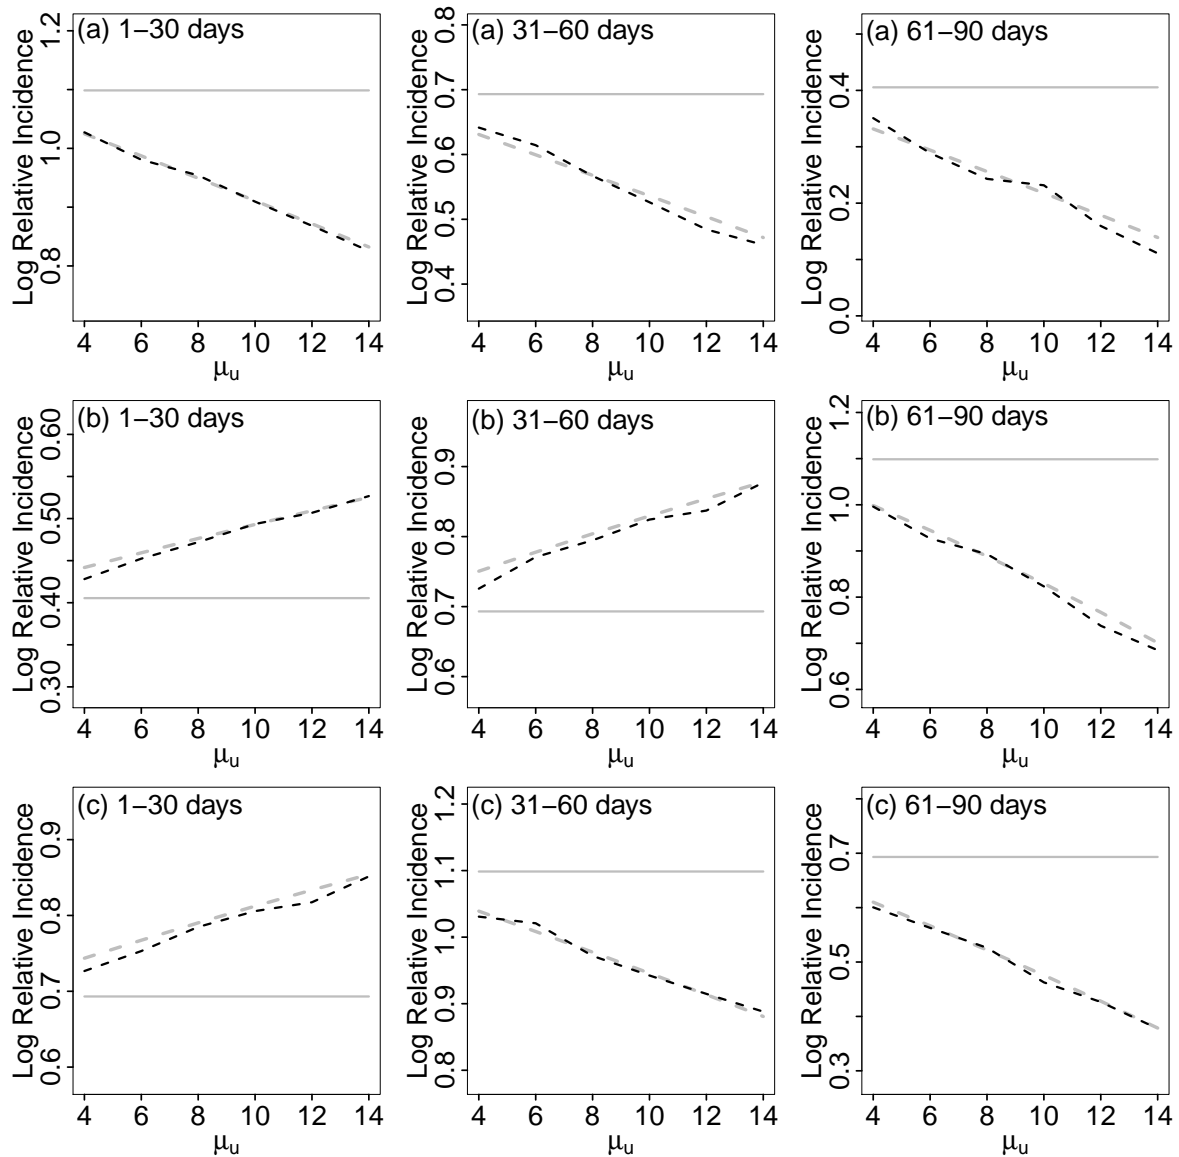 (a) 1−30 days
Log Relative Incidence
0.8 1.0 1.2
4 6 8 10 12 14
μu
(a) 31−60 days
Log Relative Incidence
0.4 0.5 0.6 0.7 0.8
4 6 8 10 12 14
μu
(a) 61−90 days
Log Relative Incidence
0.0 0.2 0.4
4 6 8 10 12 14
μu
(b) 1−30 days
Log Relative Incidence
0.30 0.40 0.50 0.60
4 6 8 10 12 14
μu
(b) 31−60 days
Log Relative Incidence
0.6 0.7 0.8 0.9
4 6 8 10 12 14
μu
(b) 61−90 days
Log Relative Incidence
0.6 0.8 1.0 1.2
4 6 8 10 12 14
μu
(c) 1−30 days
Log Relative Incidence
0.6 0.7 0.8 0.9
4 6 8 10 12 14
μu
(c) 31−60 days
Log Relative Incidence
0.8 0.9 1.0 1.1 1.2
4 6 8 10 12 14
μu
(c) 61−90 days
Log Relative Incidence
0.3 0.5 0.7
4 6 8 10 12 14
μu